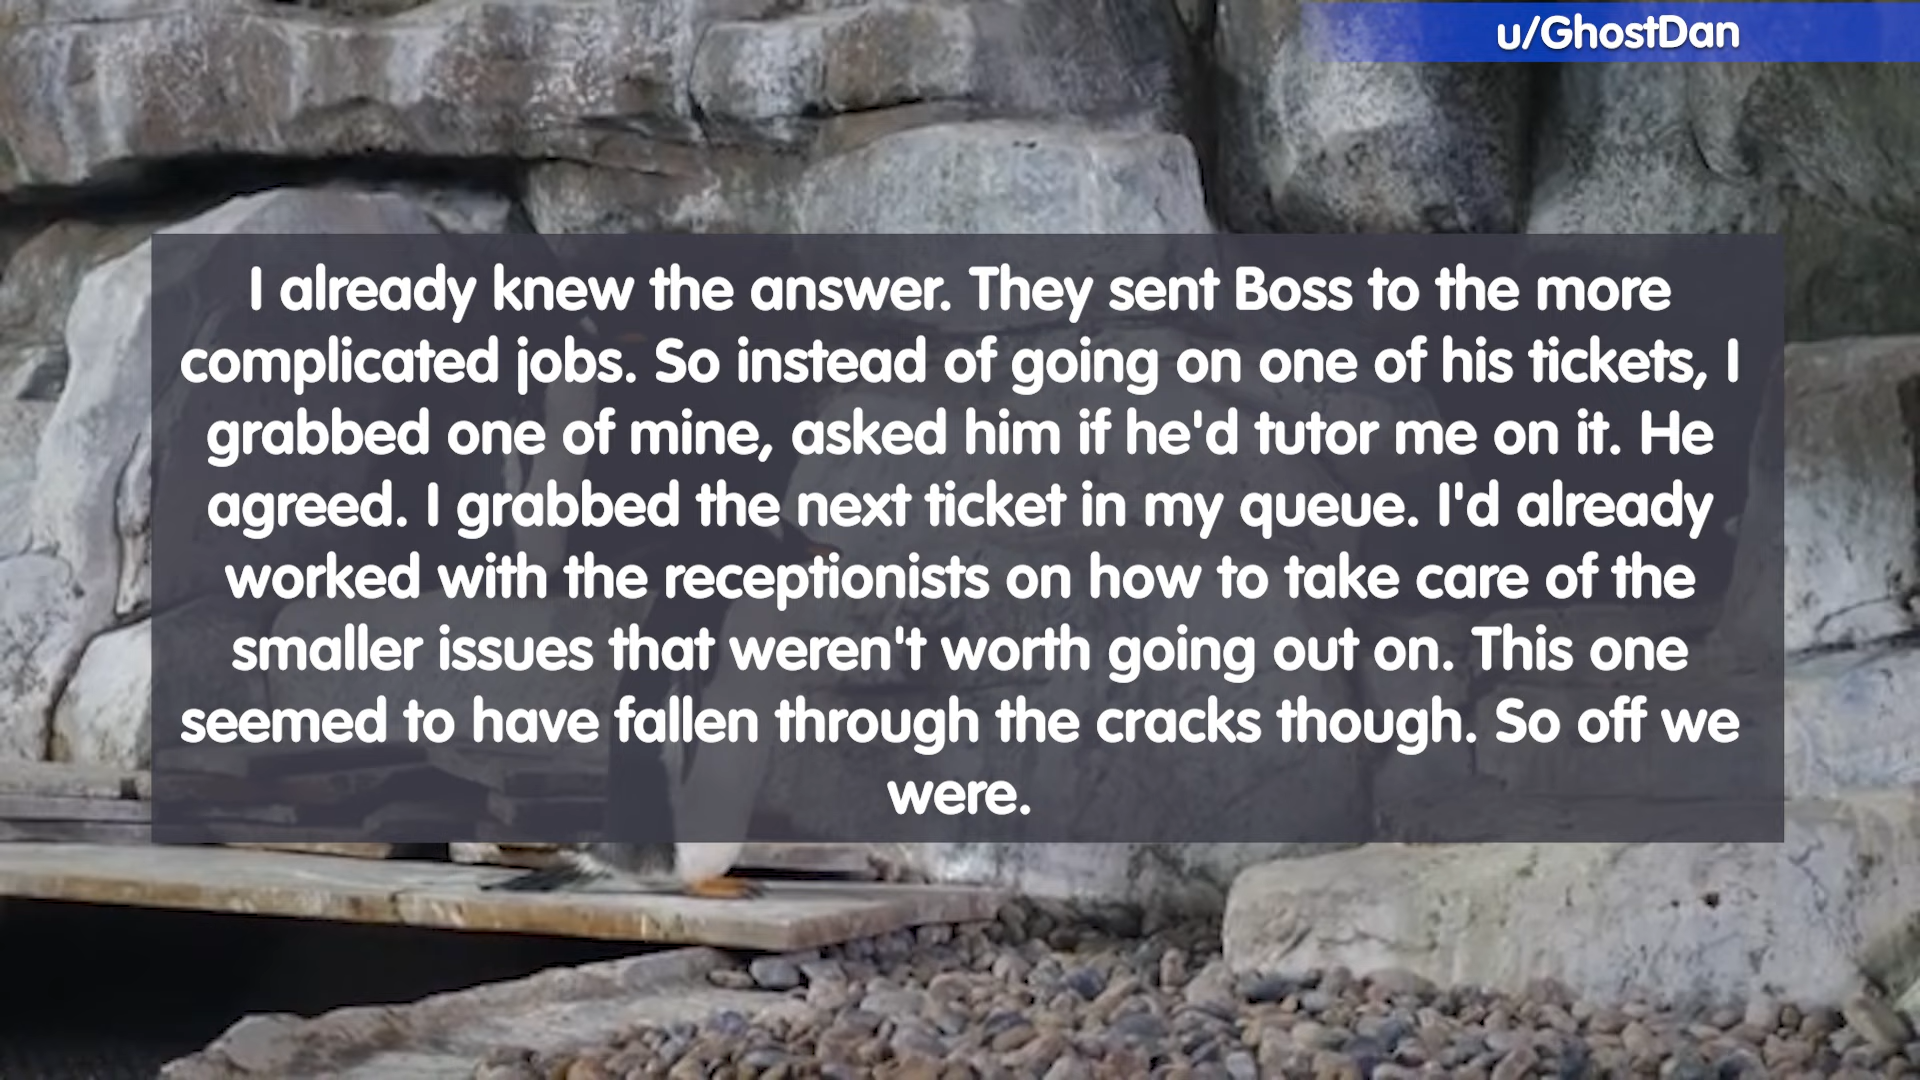 u/GhostDan
I already knew the answer. They sent Boss to the more
complicated jobs. So instead of going on one of his tickets, I
grabbed one of mine, asked him if he'd tutor me on it. He
agreed. I grabbed the next ticket in my queue. I'd already
worked with the receptionists on how to take care of the
smaller issues that weren't worth going out on. This one
seemed to have fallen through the cracks though. So off we
were.